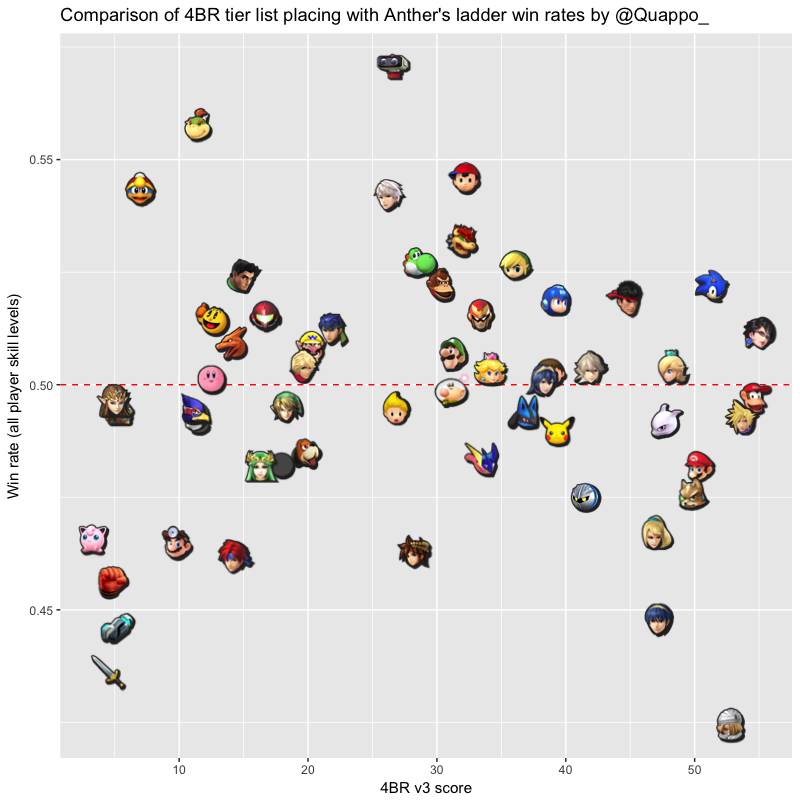 Comparison of 4BR tier list placing with Anther's ladder win rates by @Quappo_
0.55
0.50
0.45
Win rate (all player skill levels)
10 20 30 40 50
4BR v3 score